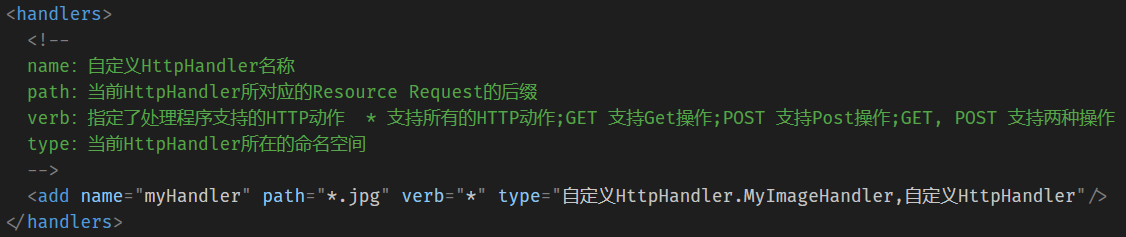 <handlers>
<!--
name: 自定义HttpHandler名称
path: 当前HttpHandler所对应的Resource Request的后缀
verb: 指定了处理程序支持的HTTP动作  * 支持所有的HTTP动作;GET 支持Get操作;POST 支持Post操作;GET, POST 支持两种操作
type: 当前HttpHandler所在的命名空间
-->
<add name="myHandler" path="*.jpg" verb="*" type="自定义HttpHandler.MyImageHandler,自定义HttpHandler"/>
</handlers>